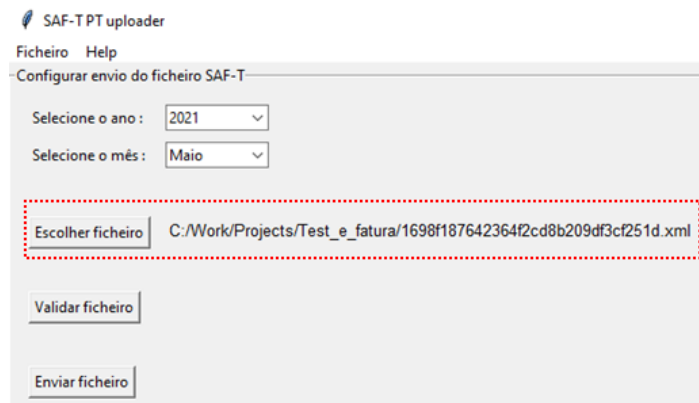 SAF-T PT uploader
Ficheiro Help
Configurar envio do ficheiro SAF-T
Selecione o ano : 2021
Selecione o mês : Maio
Escolher ficheiro C:/Work/Projects/Test_e_fatura/1698f187642364f2cd8b209df3cf251d.xml
Validar ficheiro
Enviar ficheiro